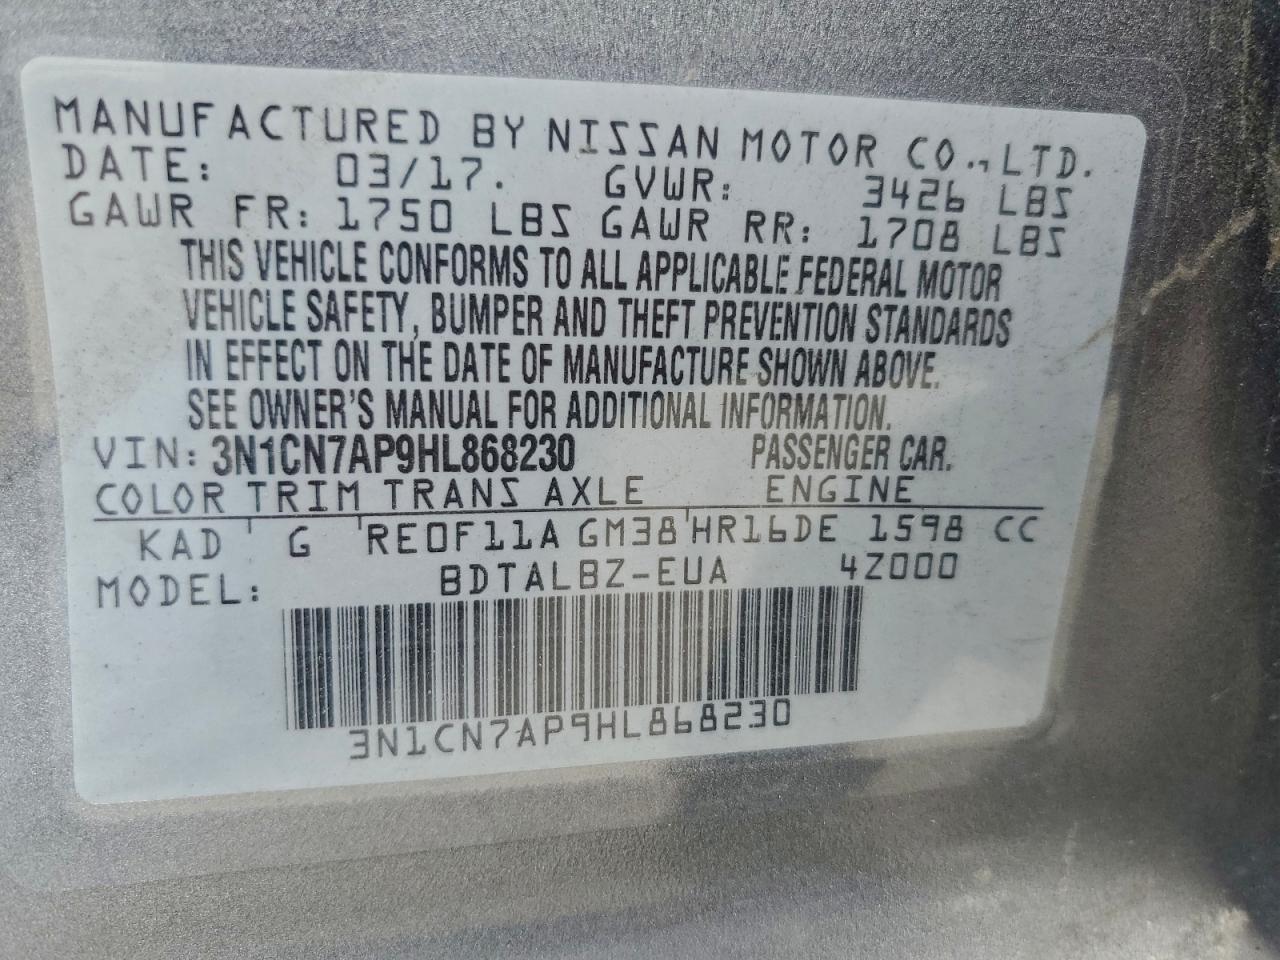 MANUFACTURED BY NISSAN MOTOR CO., LTD.
DATE: 03/17. GVWR: 3426 LBS
GAWR FR: 1750 LBS GAWR RR: 1708 LBS
THIS VEHICLE CONFORMS TO ALL APPLICABLE FEDERAL MOTOR
VEHICLE SAFETY, BUMPER AND THEFT PREVENTION STANDARDS
IN EFFECT ON THE DATE OF MANUFACTURE SHOWN ABOVE.
SEE OWNER'S MANUAL FOR ADDITIONAL INFORMATION.
VIN: 3N1CN7AP9HL868230 PASSENGER CAR.
COLOR TRIM TRANS AXLE ENGINE
KAD G RE0F11A GM38 HR16DE 1598 CC
MODEL: BDTALBZ-EUA 4Z000
3N1CN7AP9HL868230